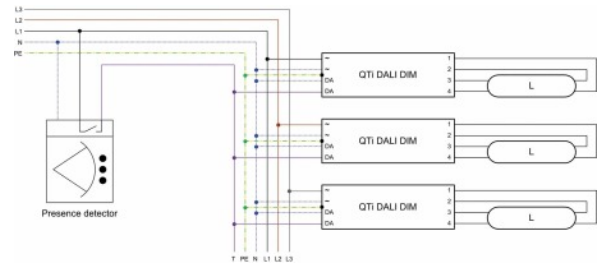 L3
L2
L1
N
PE
~
~
DA
DA
QTi DALI DIM
1
2
3
4
L
~
~
DA
DA
QTi DALI DIM
1
2
3
4
L
~
~
DA
DA
QTi DALI DIM
1
2
3
4
L
Presence detector
T PE N L1 L2 L3